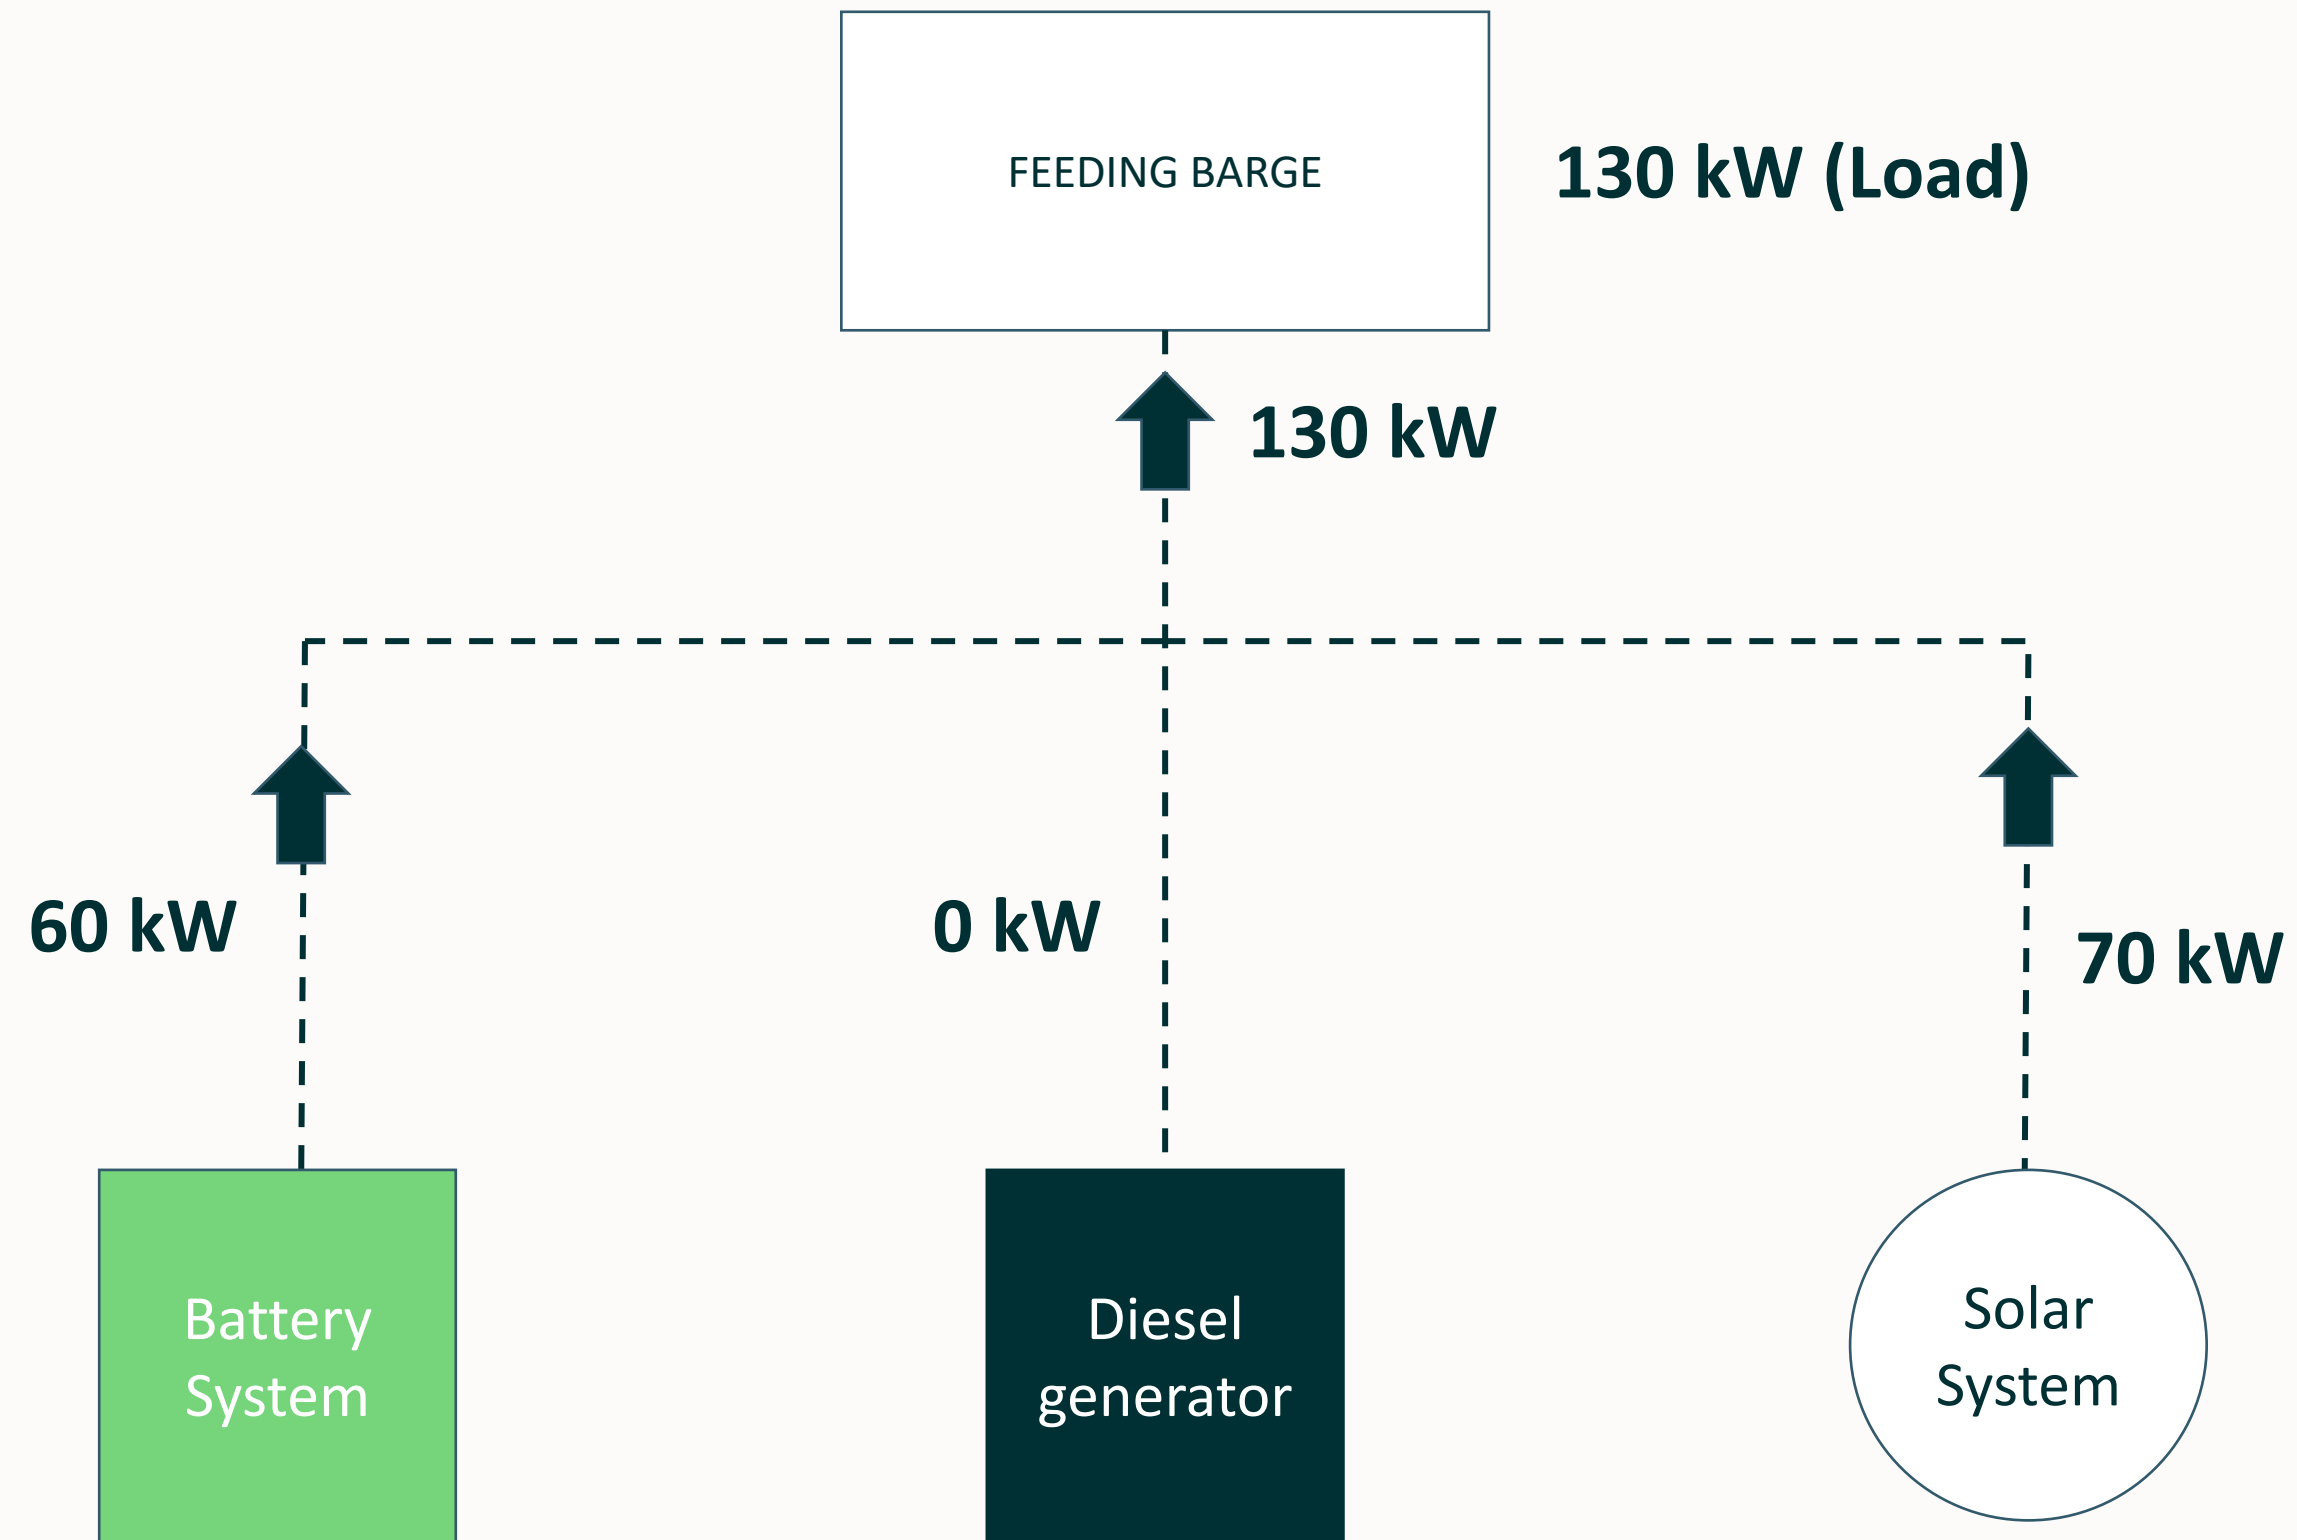 FEEDING BARGE
130 kW (Load)
130 kW
60 kW
0 kW
70 kW
Battery
System
Diesel
generator
Solar
System